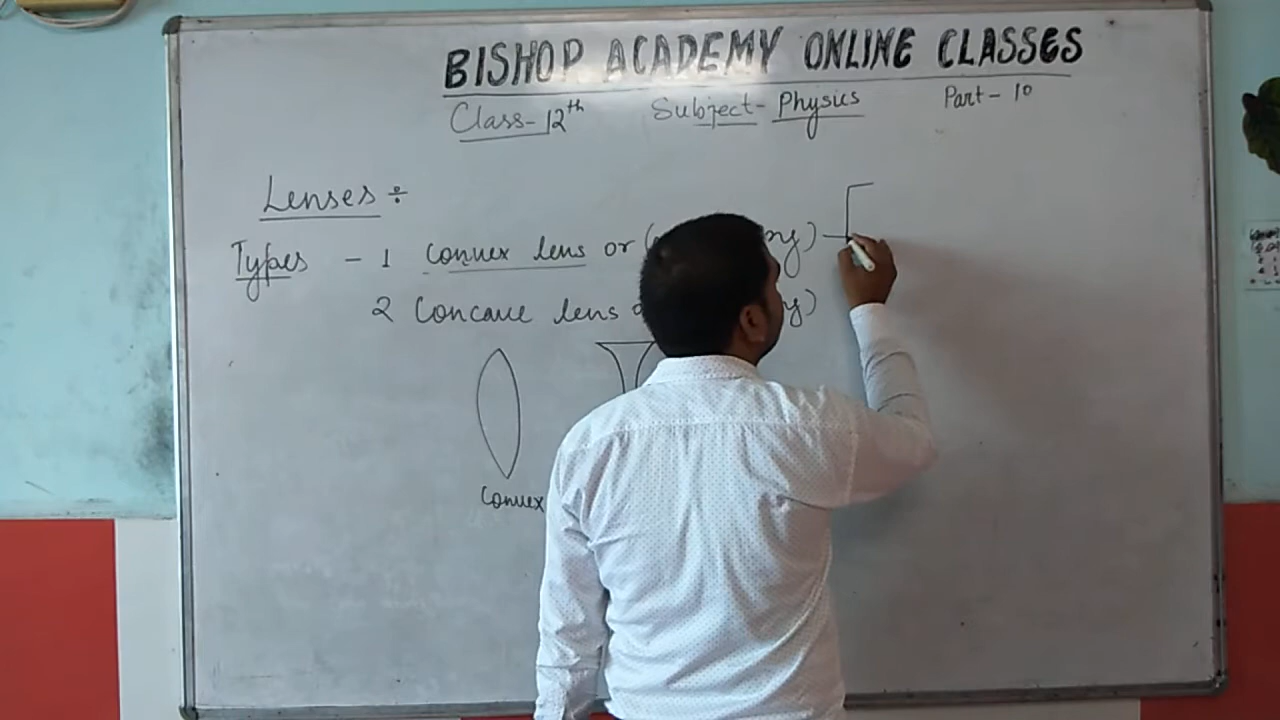 BISHOP ACADEMY ONLINE CLASSES
Class-12th Subject-Physics Part-10
Lenses ÷
Types - 1 Convex lens or
2 Concave lens
Convex